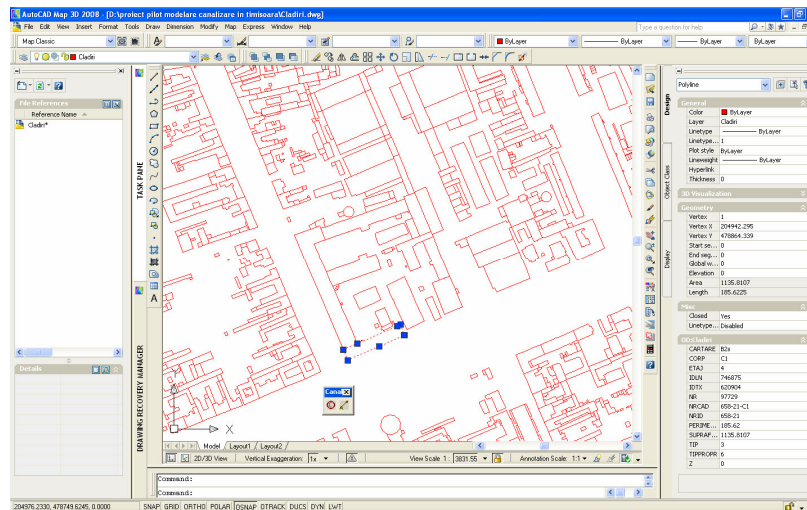 AutoCAD Map 3D 2008 - [D:\proiect pilot modelare canalizare in timisoara\Cladiri.dwg]
File Edit View Insert Format Tools Draw Dimension Modify Map Express Window Help Type a question for help
Map Classic ByLayer ByLayer ByLayer ByLayer
Cladiri
File References
Reference Name
Cladiri*
Details
TASK PANE
DRAWING RECOVERY MANAGER
Canal
Y
X
Model Layout1 Layout2
2D/3D View Vertical Exaggeration: 1x View Scale 1: 3831.55 Annotation Scale: 1:1
Command:
Command:
204976.2330, 478749.6245, 0.0000 SNAP GRID ORTHO POLAR OSNAP OTRACK DUCS DYN LWT
Design
Object Class
Display
Polyline
General
Color ByLayer
Layer Cladiri
Linetype ByLayer
Linetype... 1
Plot style ByLayer
Lineweight ByLayer
Hyperlink
Thickness 0
3D Visualization
Geometry
Vertex 1
Vertex X 204942.295
Vertex Y 478864.339
Start se... 0
End seg... 0
Global w... 0
Elevation 0
Area 1135.8107
Length 185.6225
Misc
Closed Yes
Linetype... Disabled
OD:Cladiri
CARTARE B2s
CORP C1
ETAJ 4
IDLN 746875
IDTX 620904
NR 97729
NRCAD 658-21-C1
NRID 658-21
PERIME... 185.62
SUPRAF... 1135.8107
TIP 3
TIPPROPR 6
Z 0